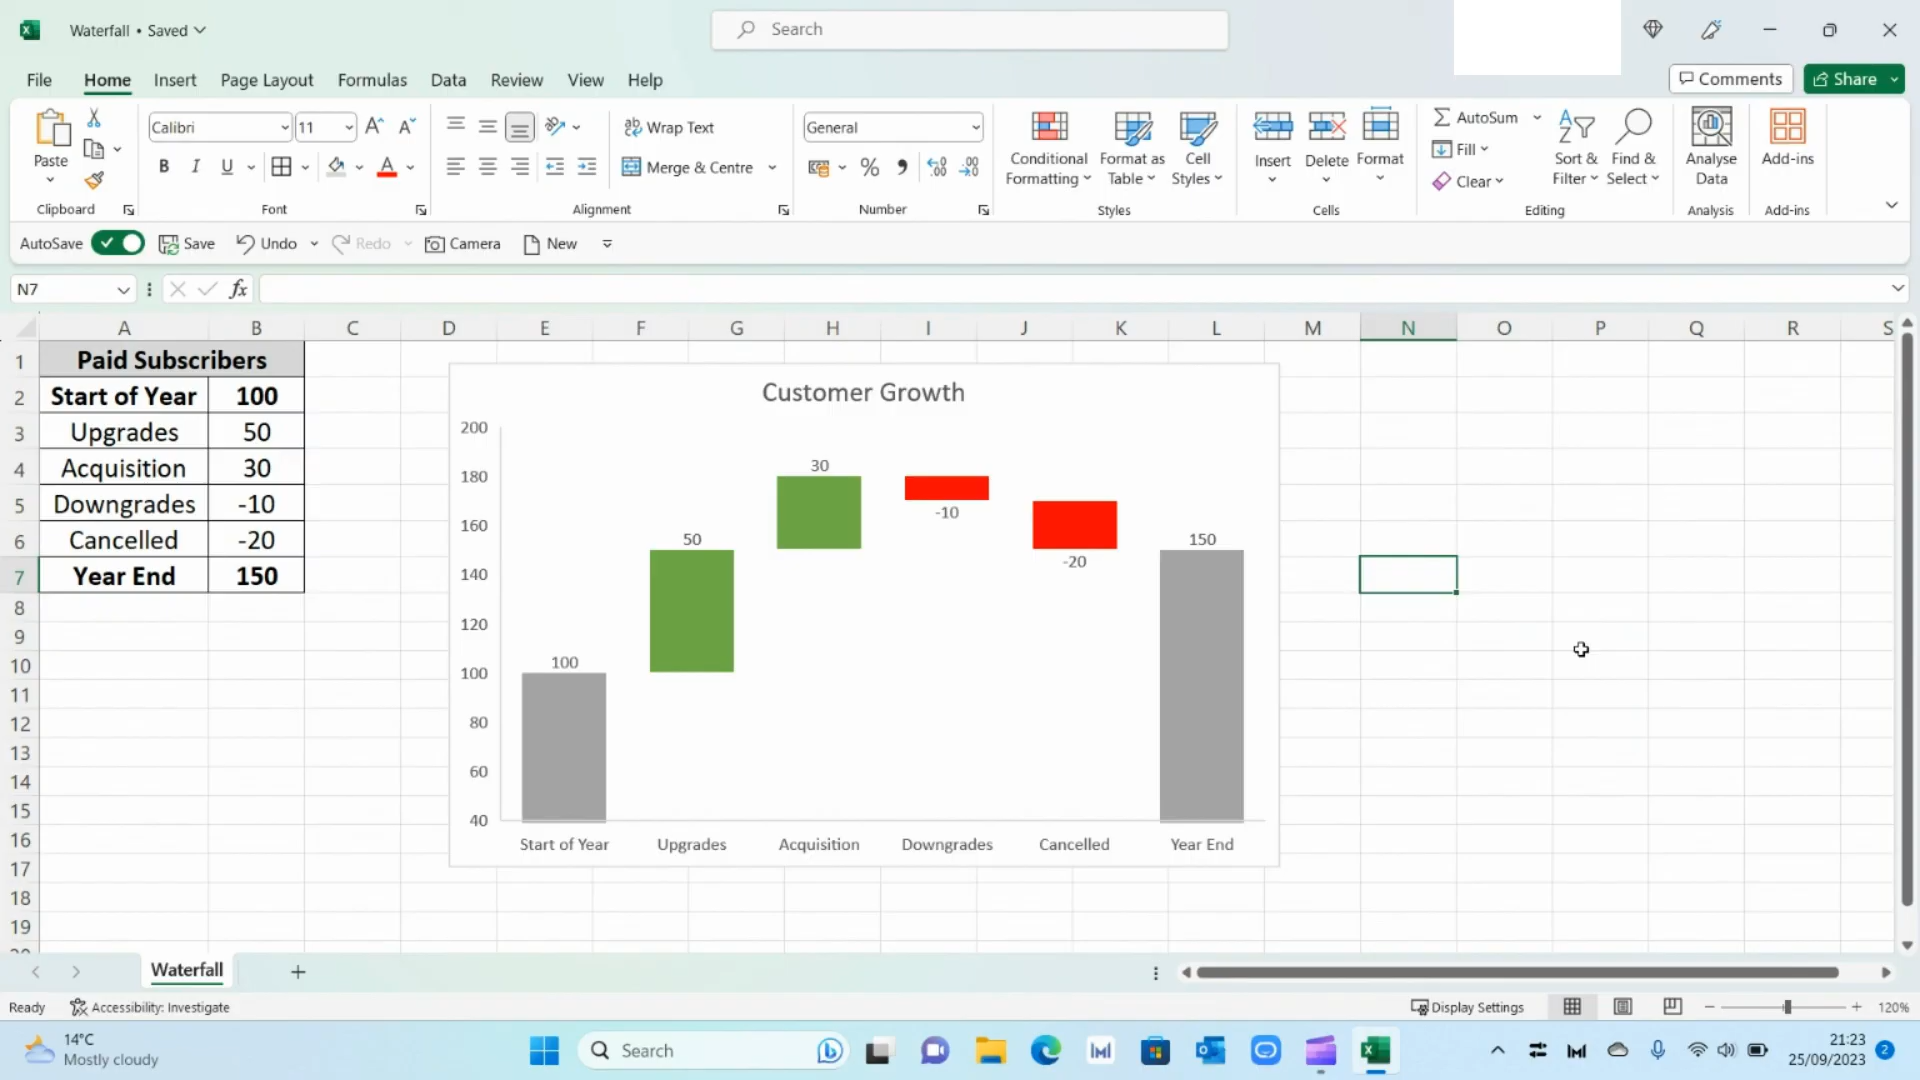 Waterfall • Saved
Search
File Home Insert Page Layout Formulas Data Review View Help
Comments Share
Paste
Clipboard
Calibri 11
B I U A
Font
Wrap Text
Merge & Centre
Alignment
General
%
Number
Conditional Formatting
Format as Table
Cell Styles
Styles
Insert
Delete
Format
Cells
AutoSum
Fill
Clear
Sort & Filter
Find & Select
Editing
Analyse Data
Analysis
Add-ins
Add-ins
AutoSave Save Undo Redo Camera New
N7 fx
A B C D E F G H I J K L M N O P Q R S
1 Paid Subscribers
2 Start of Year 100
3 Upgrades 50
4 Acquisition 30
5 Downgrades -10
6 Cancelled -20
7 Year End 150
8
9
10
11
12
13
14
15
16
17
18
19
Customer Growth
200
180
160
140
120
100
80
60
40
100
50
30
-10
-20
150
Start of Year Upgrades Acquisition Downgrades Cancelled Year End
Waterfall
Ready Accessibility: Investigate
Display Settings 120%
14°C
Mostly cloudy
Search
21:23
25/09/2023
2